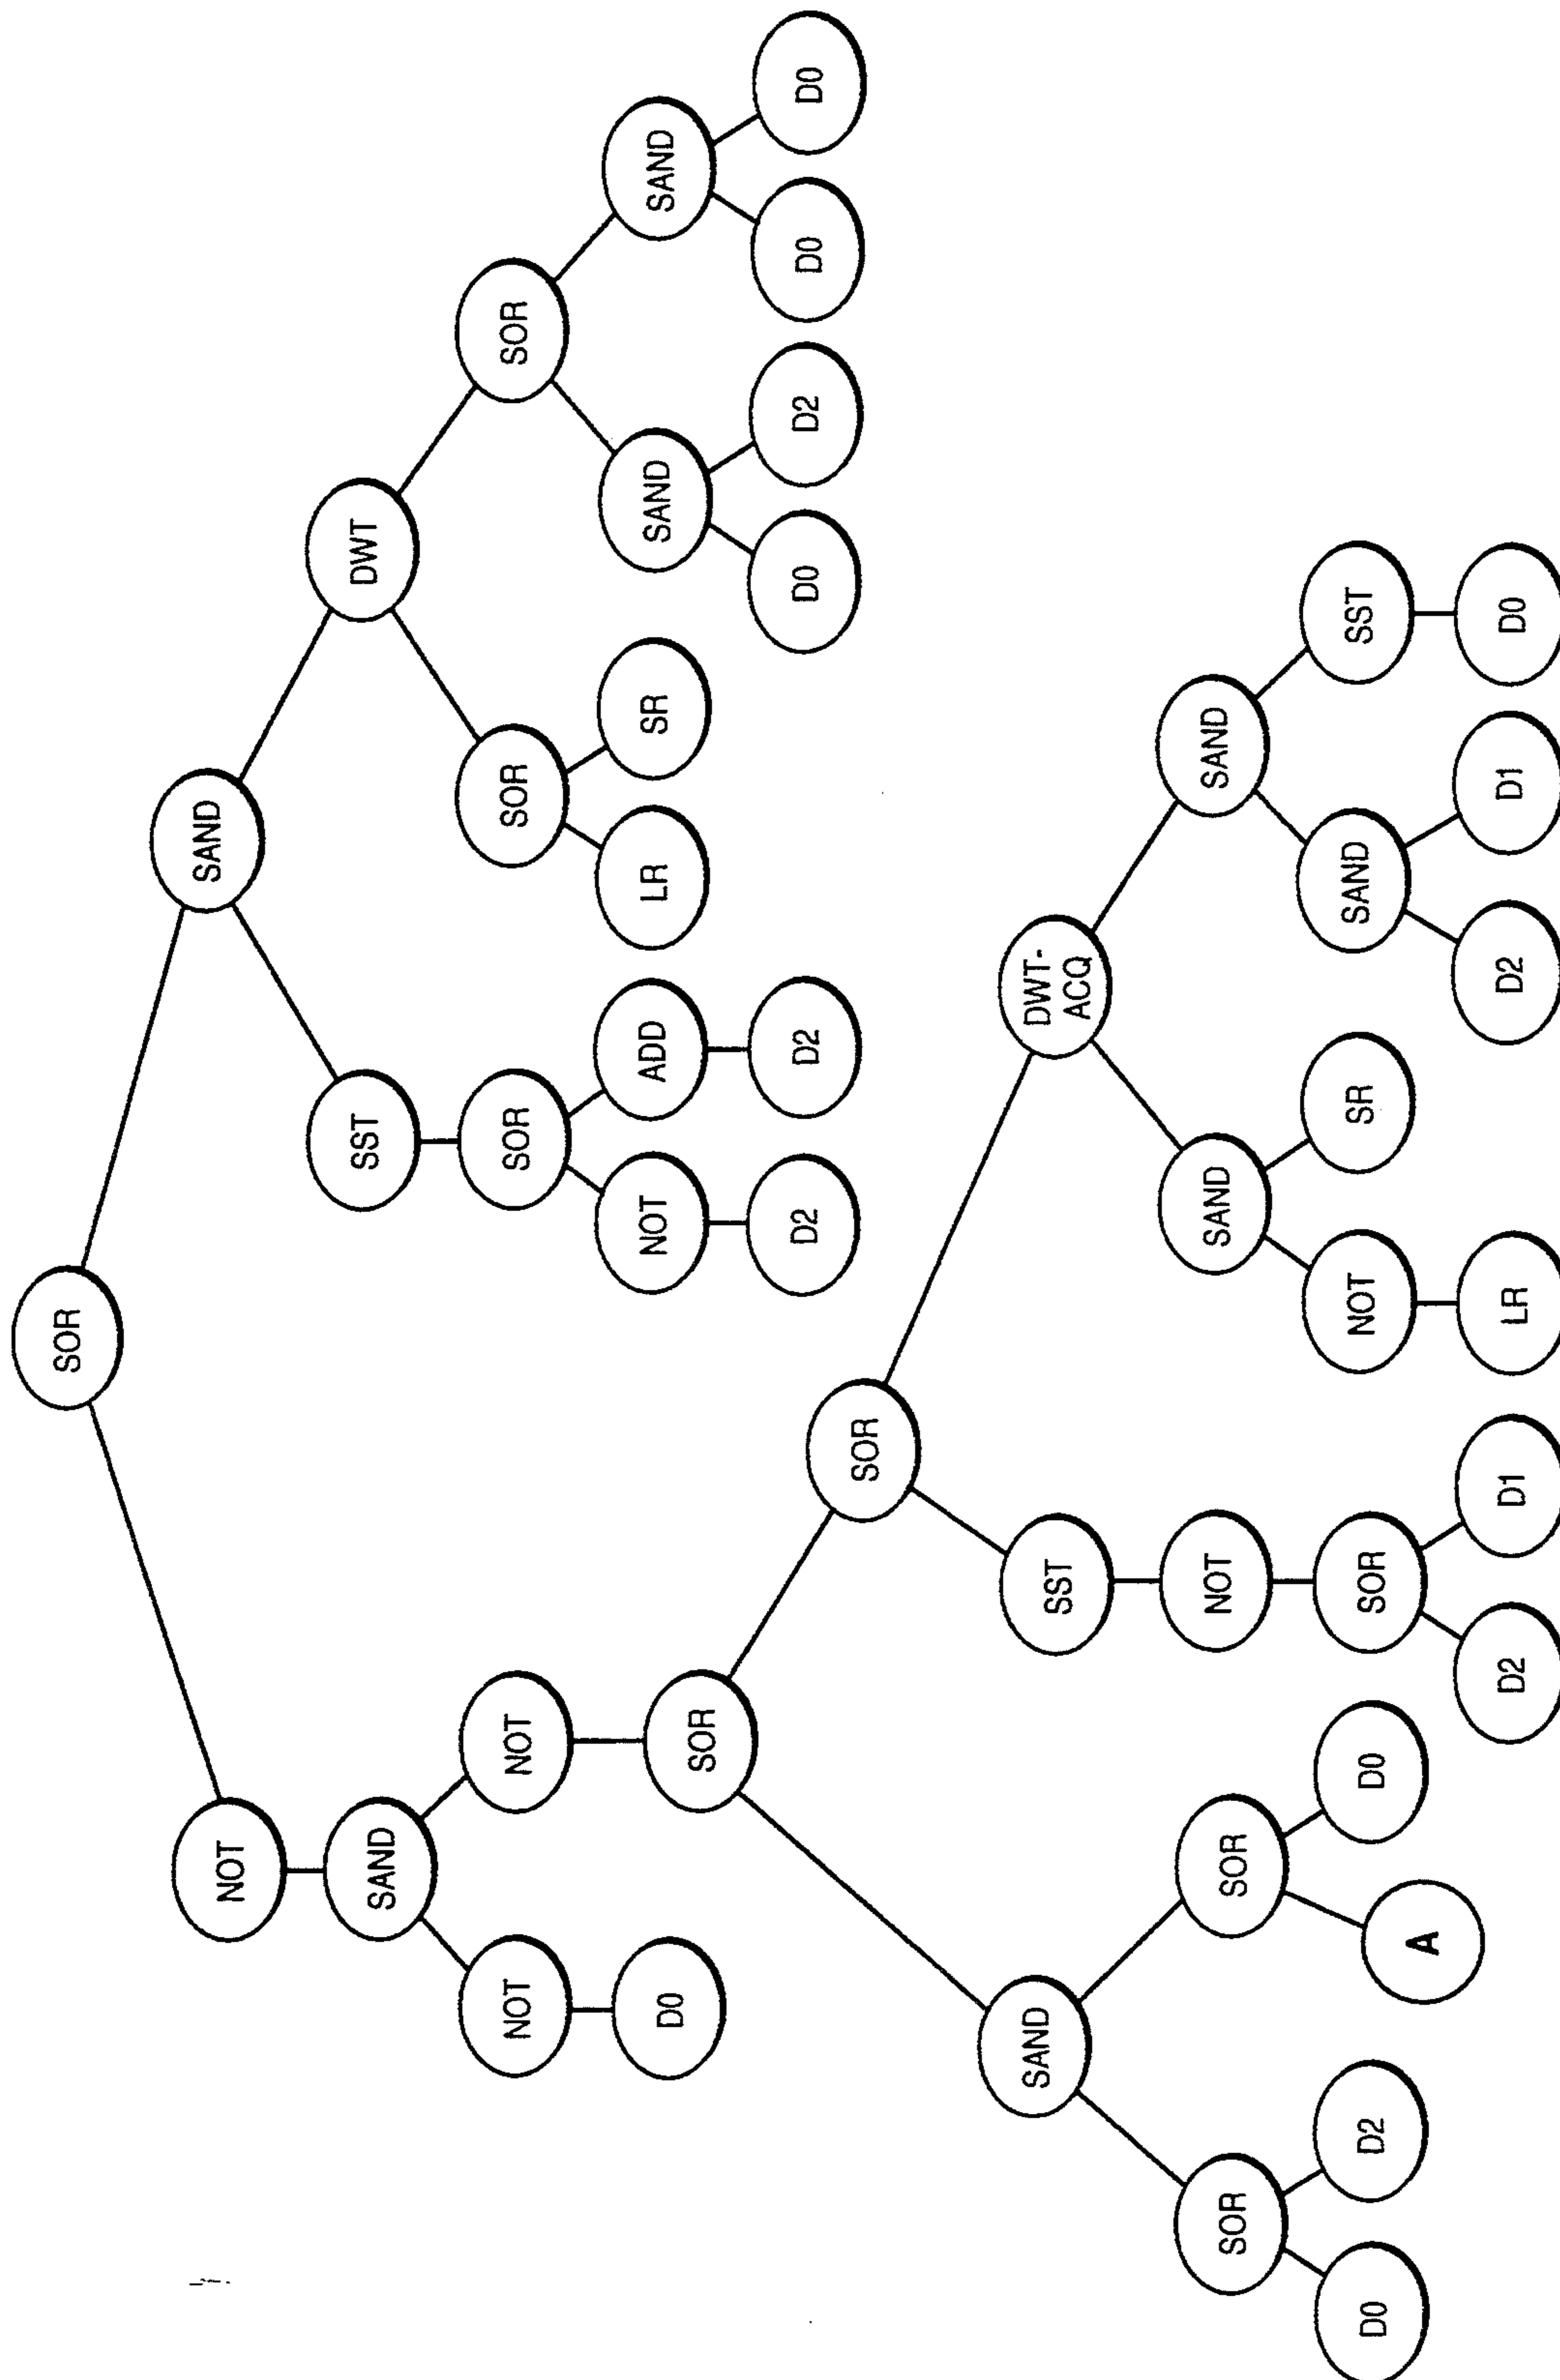 SOR
NOT SAND
SAND SST DWT
NOT NOT SOR SOR SOR
D0 SOR NOT ADD LR SR SAND SAND
D2 D2 D0 D2 D0 D0
SOR
SAND SST DWT-
ACQ
SOR SOR NOT SAND SAND
D0 D2 A D0 SOR NOT SR SAND SST
D2 D1 LR D2 D1 D0